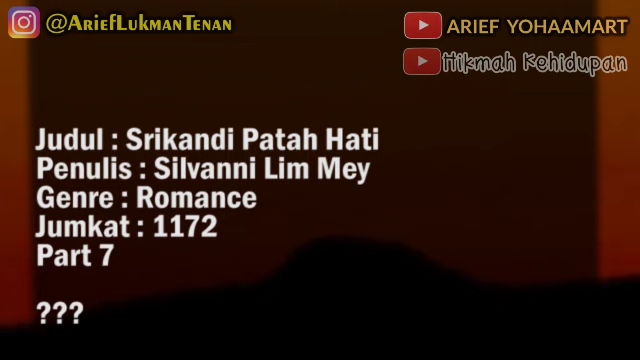 @AriefLukmanTenan
ARIEF YOHAAMART
Hikmah Kehidupan
Judul : Srikandi Patah Hati
Penulis : Silvanni Lim Mey
Genre : Romance
Jumkat : 1172
Part 7
???